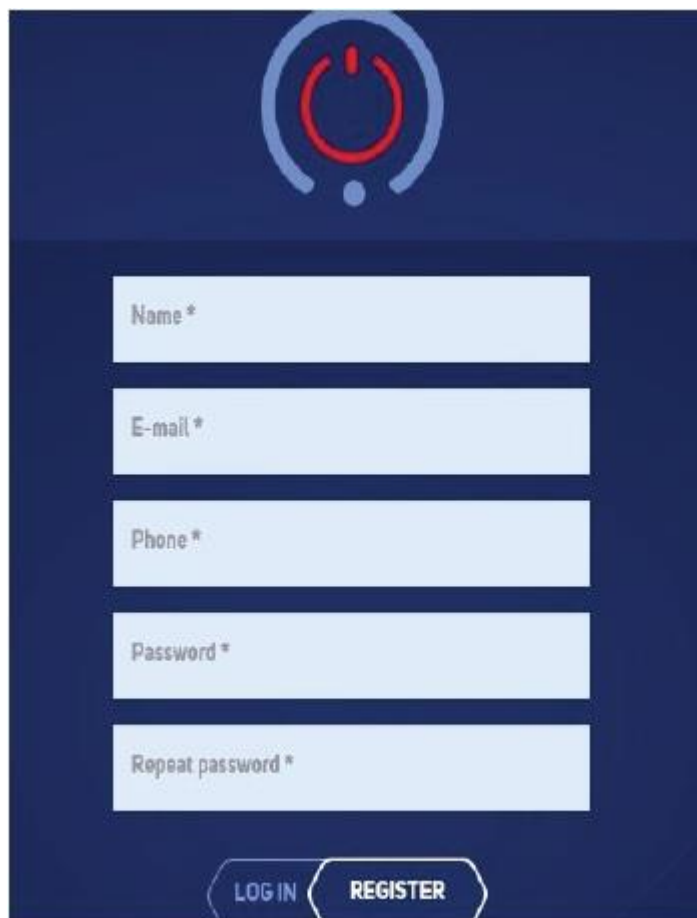 Name *
E-mail *
Phone *
Password *
Repeat password *
LOG IN REGISTER